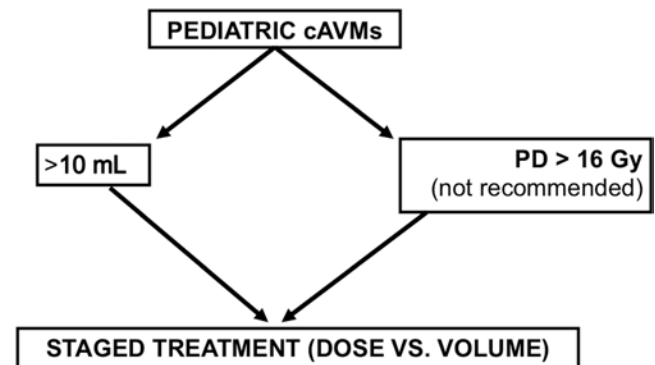 PEDIATRIC cAVMs
>10 mL
PD > 16 Gy
(not recommended)
STAGED TREATMENT (DOSE VS. VOLUME)